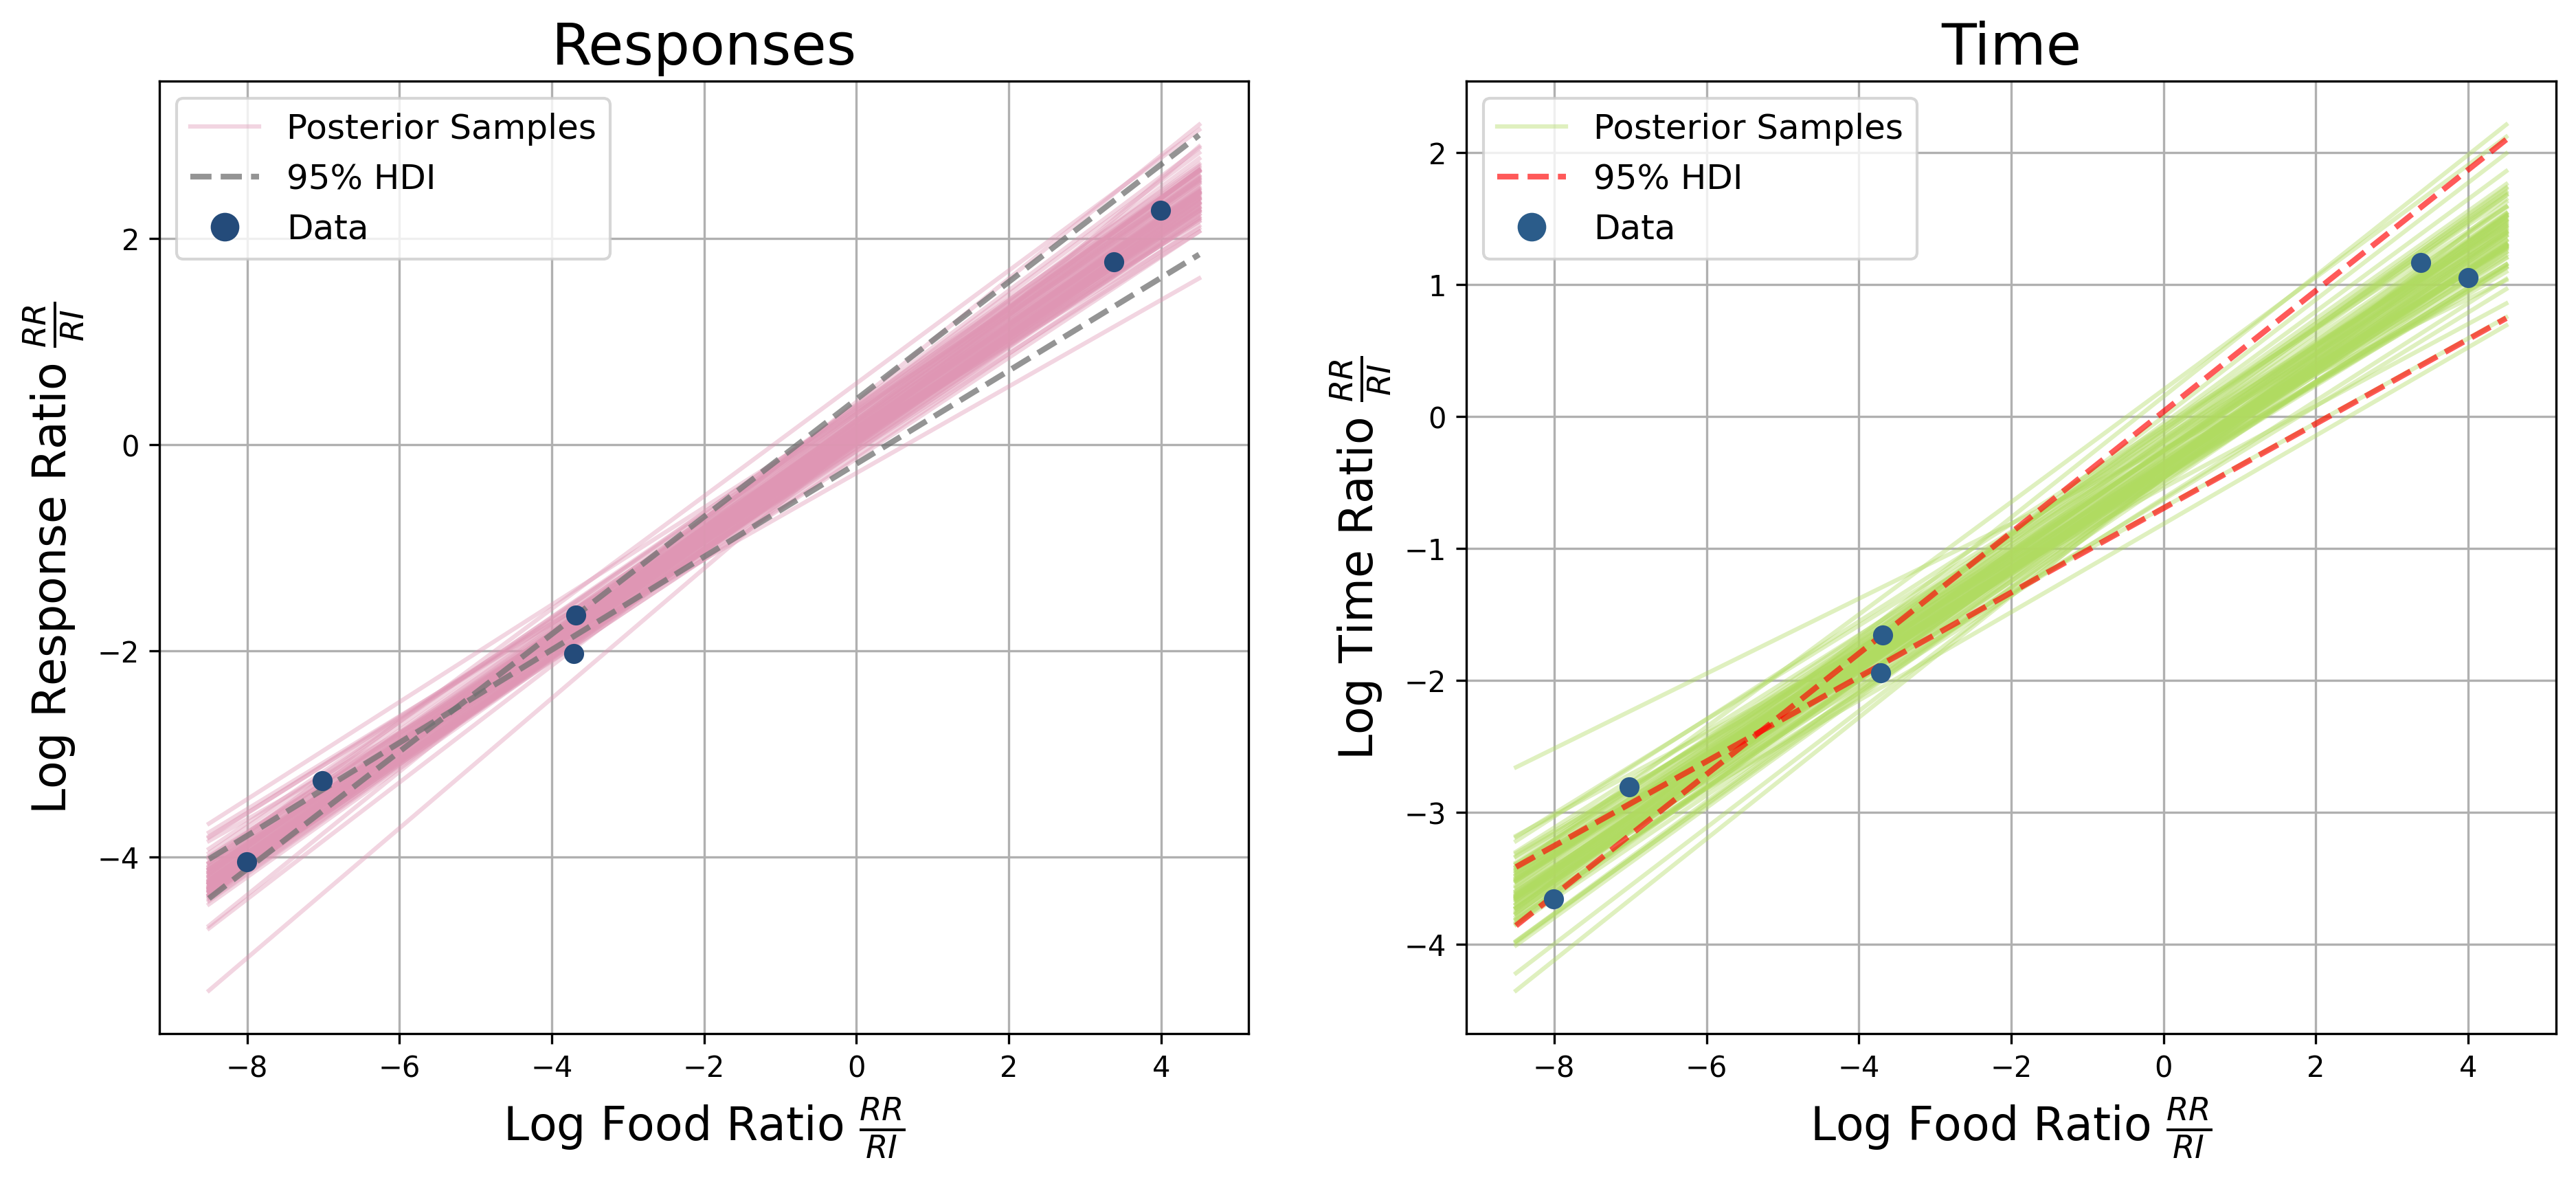 Responses
Posterior Samples
95% HDI
Data
2
0
−2
−4
−8 −6 −4 −2 0 2 4
Log Response Ratio RR/RI
Log Food Ratio RR/RI
Time
Posterior Samples
95% HDI
Data
2
1
0
−1
−2
−3
−4
−8 −6 −4 −2 0 2 4
Log Time Ratio RR/RI
Log Food Ratio RR/RI